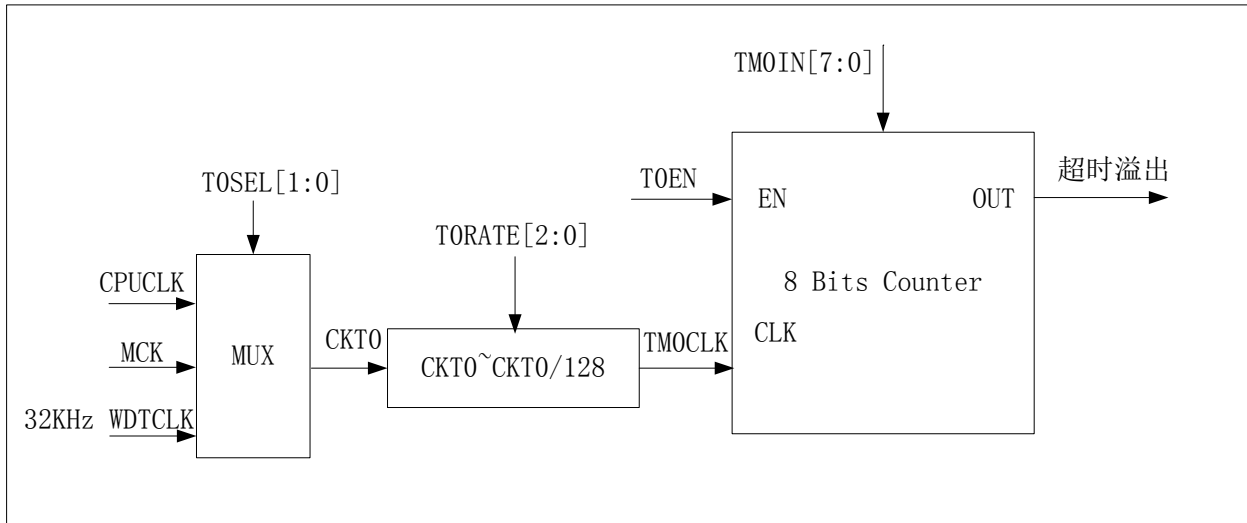 TM0IN[7:0]
T0SEL[1:0]
T0EN
EN
OUT
超时溢出
T0RATE[2:0]
8 Bits Counter
CPUCLK
CKT0
TM0CLK
CLK
MCK
MUX
CKT0~CKT0/128
32KHz WDTCLK